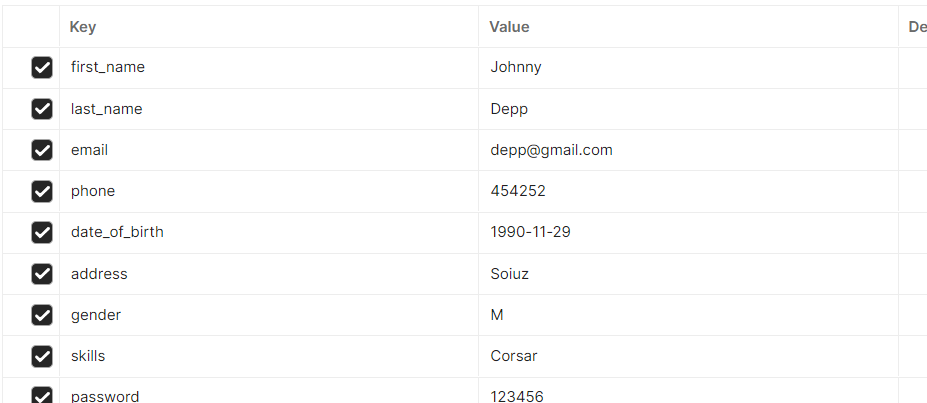 Key Value De
first_name Johnny
last_name Depp
email depp@gmail.com
phone 454252
date_of_birth 1990-11-29
address Soiuz
gender M
skills Corsar
password 123456